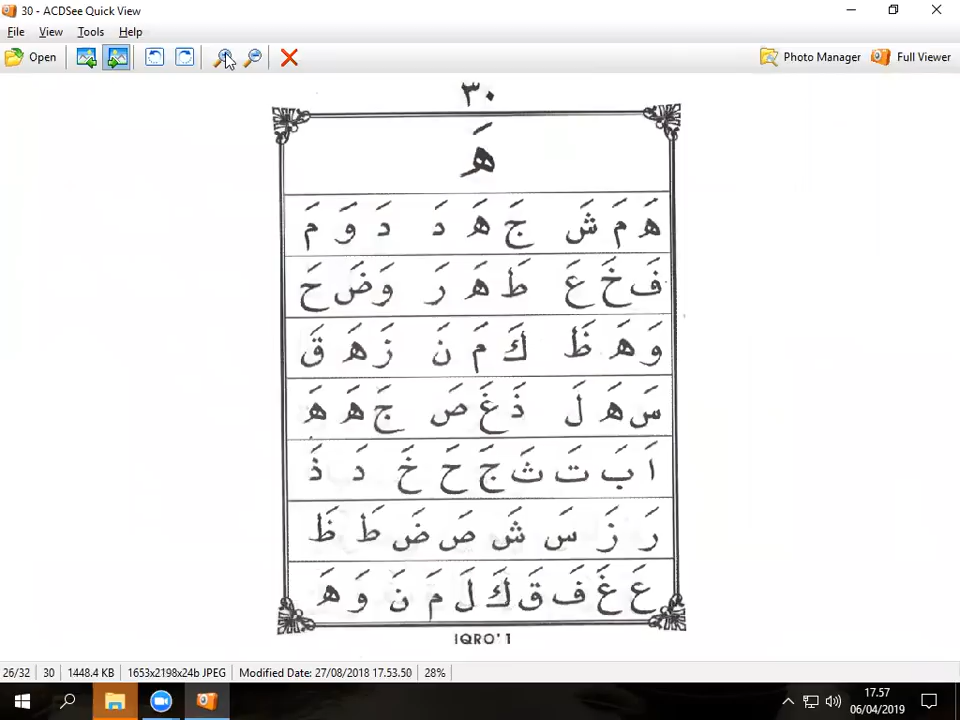 30 - ACDSee Quick View
File View Tools Help
Open Photo Manager Full Viewer
٣٠
هَ
هَ مَ شَ جَ هَ دَ دَ وَ مَ
فَ خَ عَ طَ هَ رَ وَ ضَ حَ
وَ هَ ظَ كَ مَ نَ زَ هَ قَ
سَ هَ لَ ذَ غَ صَ جَ هَ هَ
اَ بَ تَ ثَ جَ حَ خَ دَ ذَ
رَ زَ سَ شَ صَ ضَ طَ ظَ
عَ غَ فَ قَ كَ لَ مَ نَ وَ هَ
IQRO' 1
26/32 30 1448.4 KB 1653x2198x24b JPEG Modified Date: 27/08/2018 17.53.50 28%
17.57
06/04/2019